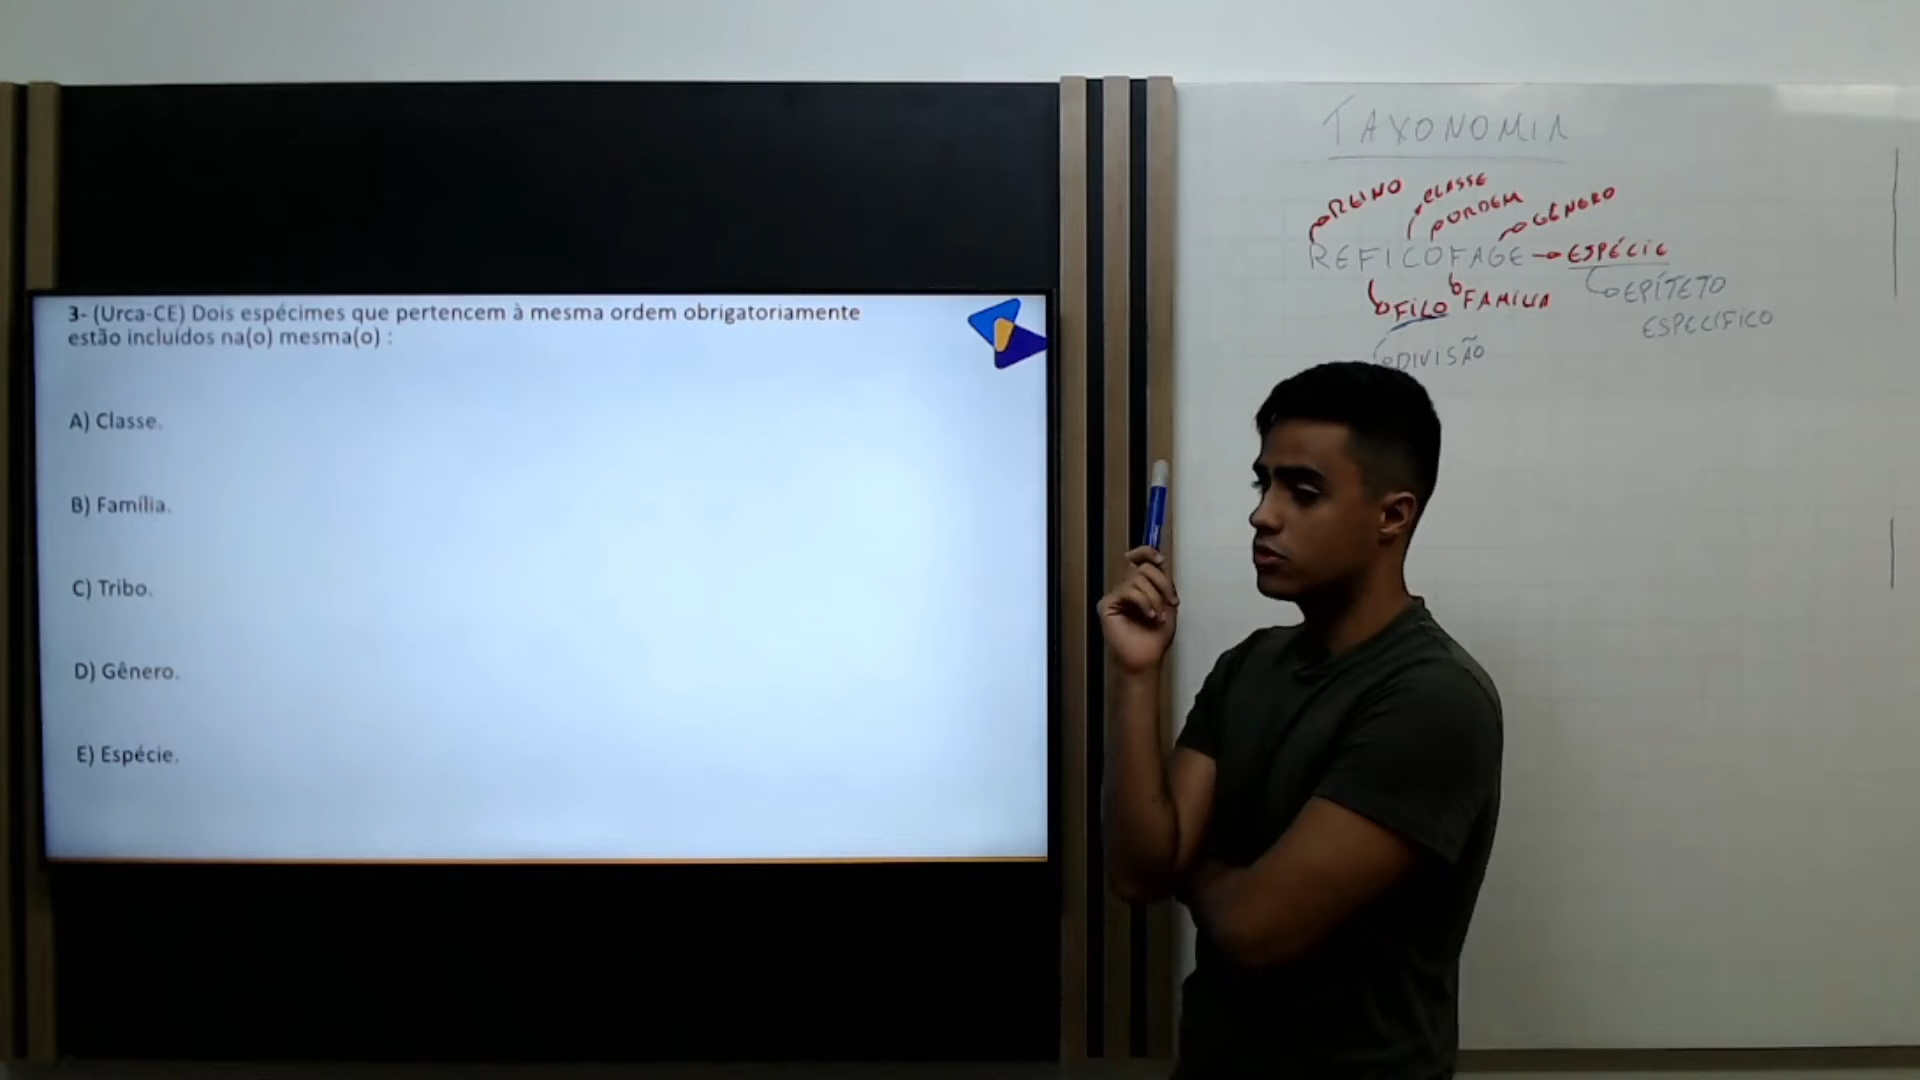 3- (Urca-CE) Dois espécimes que pertencem à mesma ordem obrigatoriamente
estão incluídos na(o) mesma(o) :
A) Classe.
B) Família.
C) Tribo.
D) Gênero.
E) Espécie.
TAXONOMIA
REINO
CLASSE
ORDEM
GÊNERO
REFICOFAGE → ESPÉCIE
FILO
FAMÍLIA
EPÍTETO
ESPECÍFICO
DIVISÃO